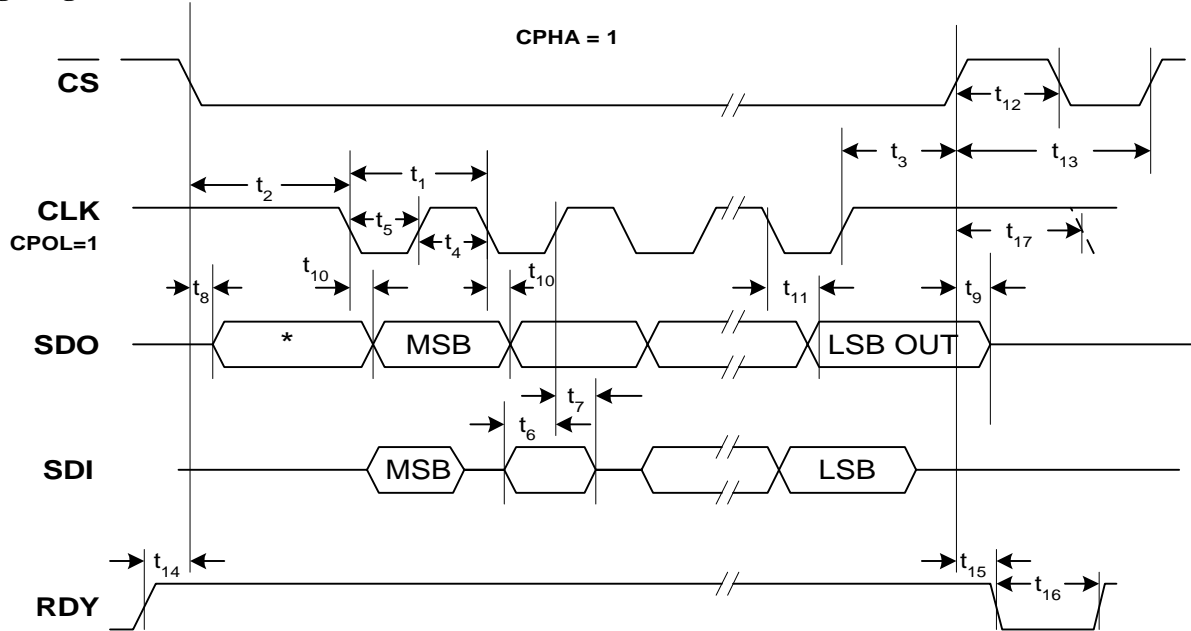 CPHA = 1
CS
t12
t3
t13
t2
t1
CLK
t5
t4
CPOL=1
t17
t10
t10
t8
t11
t9
SDO
*
MSB
LSB OUT
t7
t6
SDI
MSB
LSB
t14
t15
t16
RDY